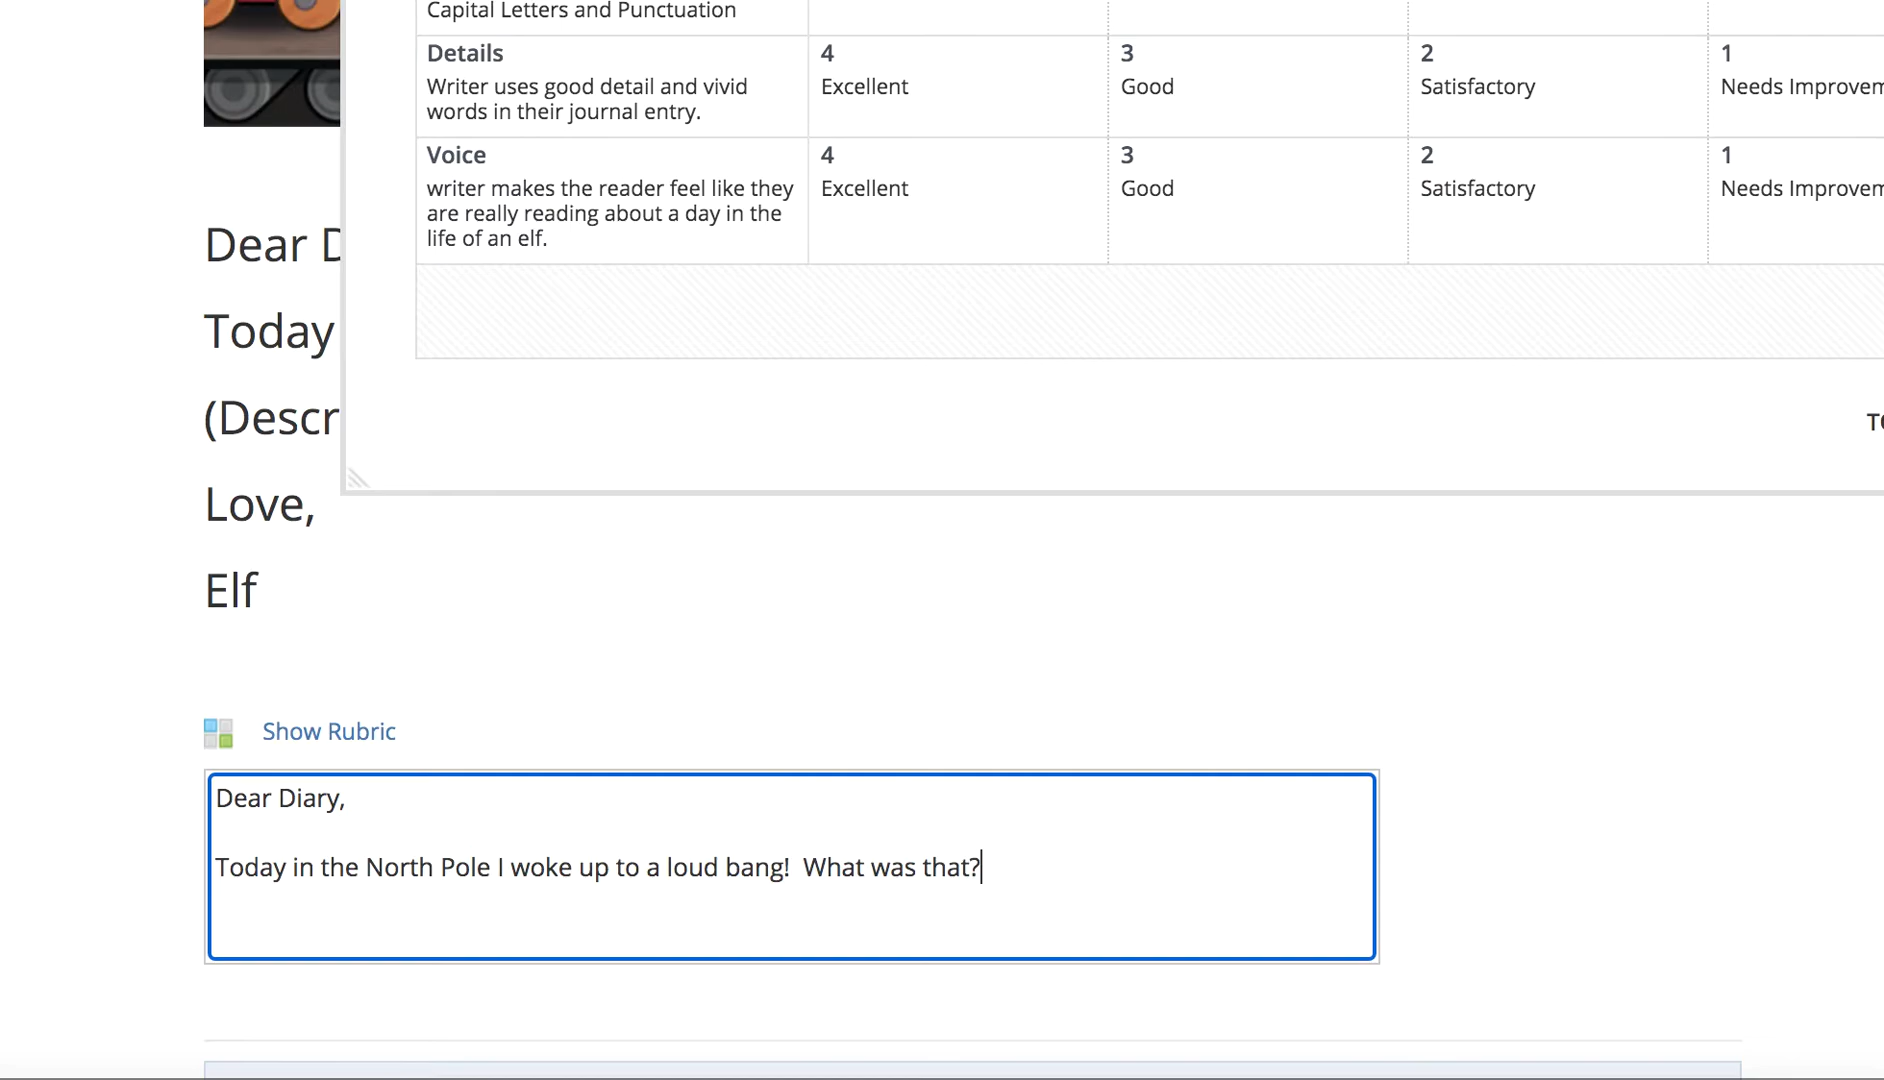 Capital Letters and Punctuation
Details 4 3 2 1
Writer uses good detail and vivid Excellent Good Satisfactory
words in their journal entry.
Voice 4 3 2 1
writer makes the reader feel like they Excellent Good Satisfactory
are really reading about a day in the
life of an elf.
Dear
Today
Love,
Elf
Show Rubric
Dear Diary,
Today in the North Pole I woke up to a loud bang!  What was that?